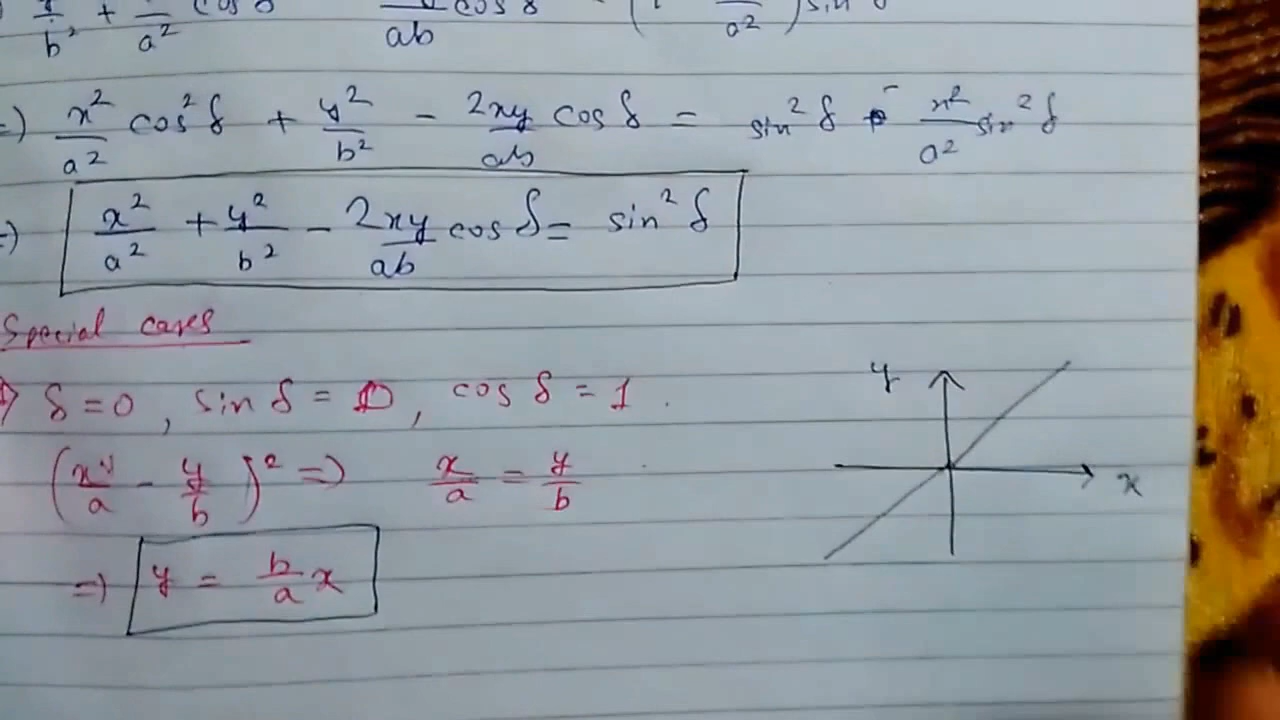 =) x²/a² cos²δ + y²/b² - 2xy/ab cos δ = sin²δ - x²/a² sin²δ
=) x²/a² + y²/b² - 2xy/ab cos δ = sin²δ
Special cases
δ = 0, sin δ = 0, cos δ = 1.
(x/a - y/b)² =) x/a = y/b
=) y = b/a x
y
x